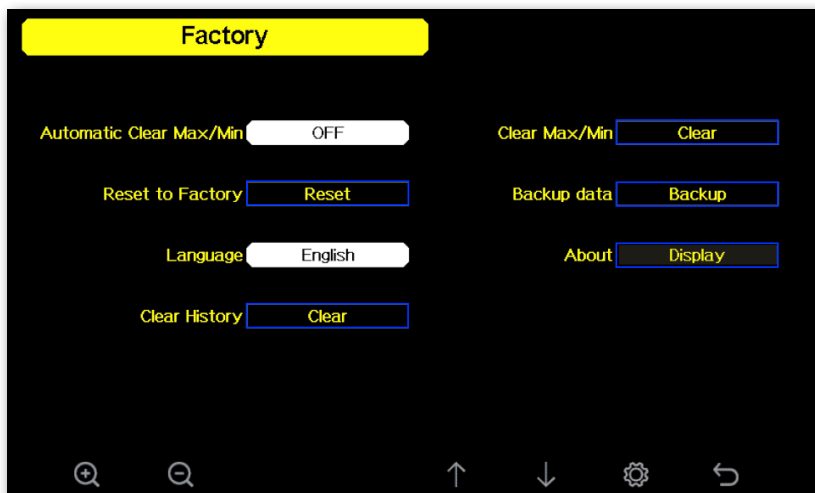 Factory
Automatic Clear Max/Min OFF Clear Max/Min Clear
Reset to Factory Reset Backup data Backup
Language English About Display
Clear History Clear